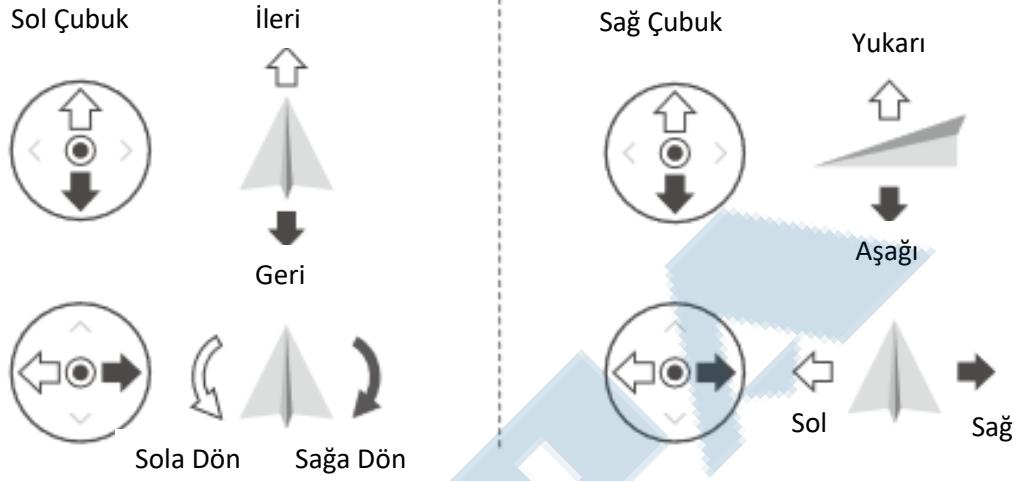 Sol Çubuk
İleri
Geri
Sola Dön
Sağa Dön
Sağ Çubuk
Yukarı
Aşağı
Sol
Sağ